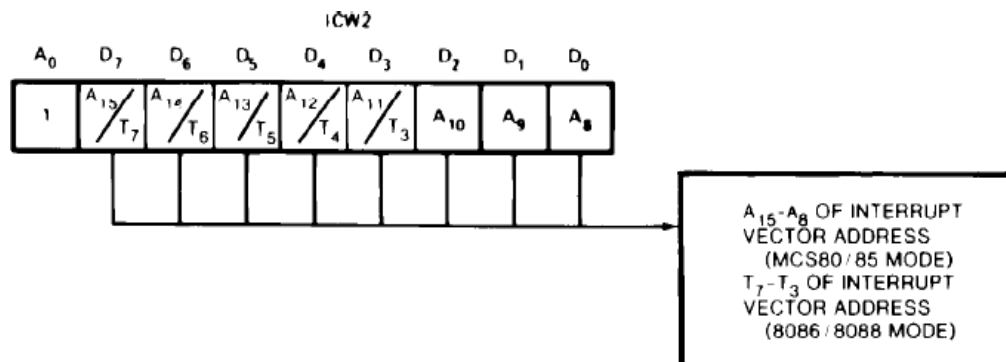 ICW2
A0 D7 D6 D5 D4 D3 D2 D1 D0
1 A15/T7 A14/T6 A13/T5 A12/T4 A11/T3 A10 A9 A8
A15-A8 OF INTERRUPT
VECTOR ADDRESS
(MCS80/85 MODE)
T7-T3 OF INTERRUPT
VECTOR ADDRESS
(8086/8088 MODE)